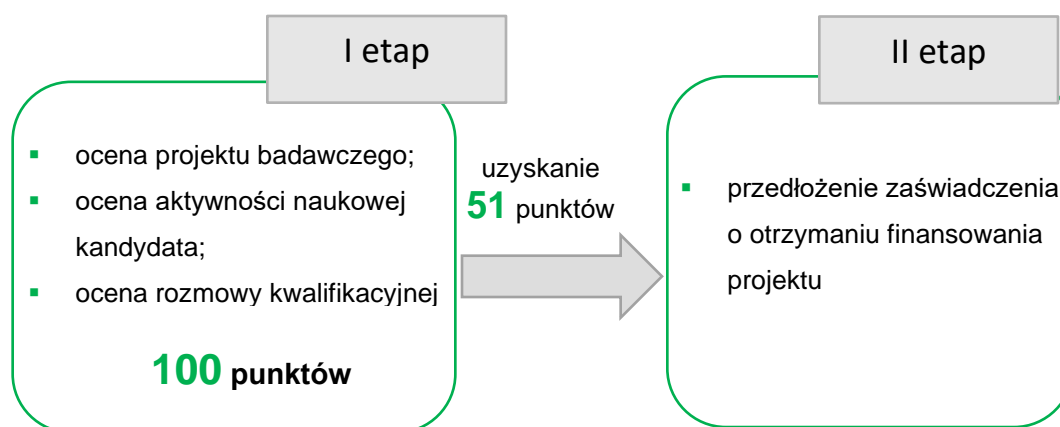 I etap
▪ ocena projektu badawczego;
▪ ocena aktywności naukowej
kandydata;
▪ ocena rozmowy kwalifikacyjnej
100 punktów
uzyskanie
51 punktów
II etap
▪ przedłożenie zaświadczenia
o otrzymaniu finansowania
projektu